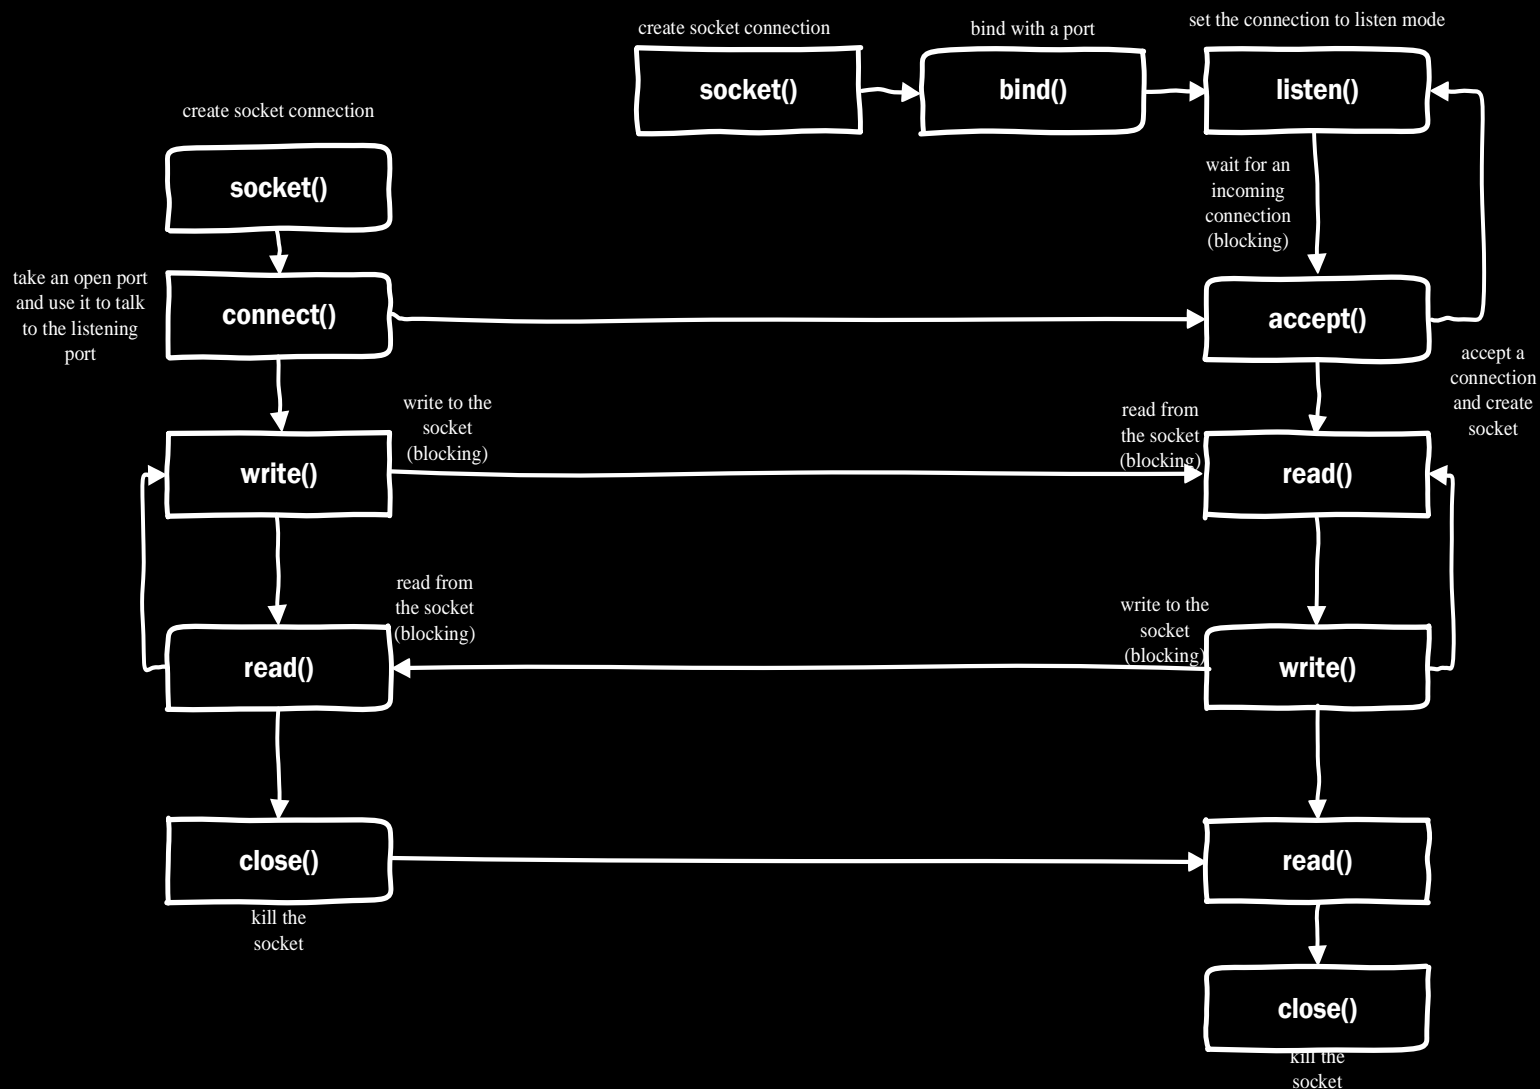 create socket connection
bind with a port
set the connection to listen mode
socket()
bind()
listen()
create socket connection
socket()
wait for an
incoming
connection
(blocking)
take an open port
and use it to talk
to the listening
port
connect()
accept()
accept a
connection
and create
socket
write to the
socket
(blocking)
read from
the socket
(blocking)
write()
read()
read from
the socket
(blocking)
write to the
socket
(blocking)
read()
write()
close()
read()
kill the
socket
close()
kill the
socket